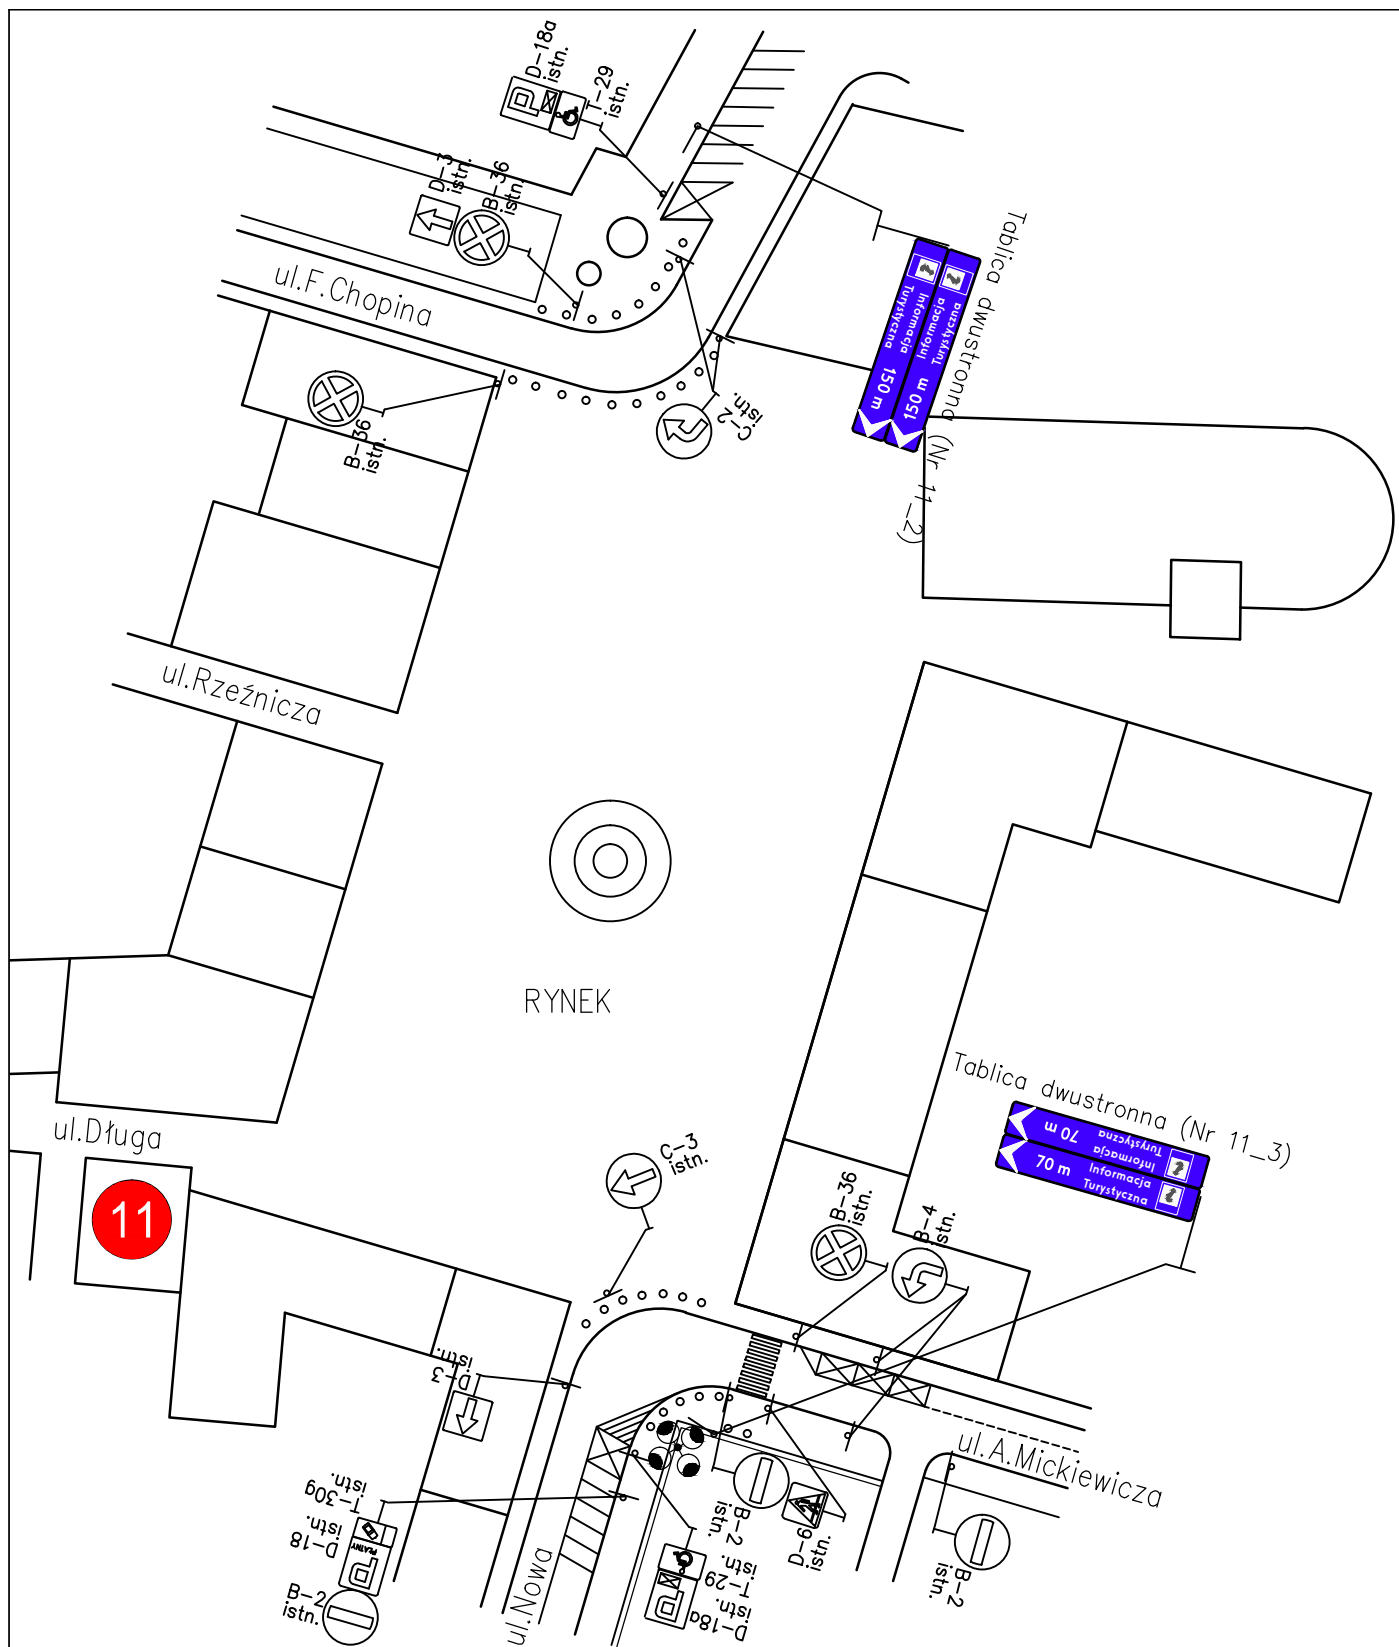 D-18a
istn.
T-29
istn.
D-3
istn.
B-36
istn.
ul.F.Chopina
Tablica dwustronna (Nr 11_2)
Informacja
Turystyczna
150 m
Informacja
Turystyczna
150 m
B-36
istn.
C-2
istn.
ul.Rzeźnicza
RYNEK
ul.Długa
11
Tablica dwustronna (Nr 11_3)
70 m
Informacja
Turystyczna
70 m
Informacja
Turystyczna
C-3
istn.
B-36
istn.
B-4
istn.
D-3
istn.
ul.A.Mickiewicza
T-30g
istn.
D-18
istn.
PŁATNY
B-2
istn.
ul.Nowa
B-2
istn.
T-29
istn.
D-18a
istn.
D-6
istn.
B-2
istn.